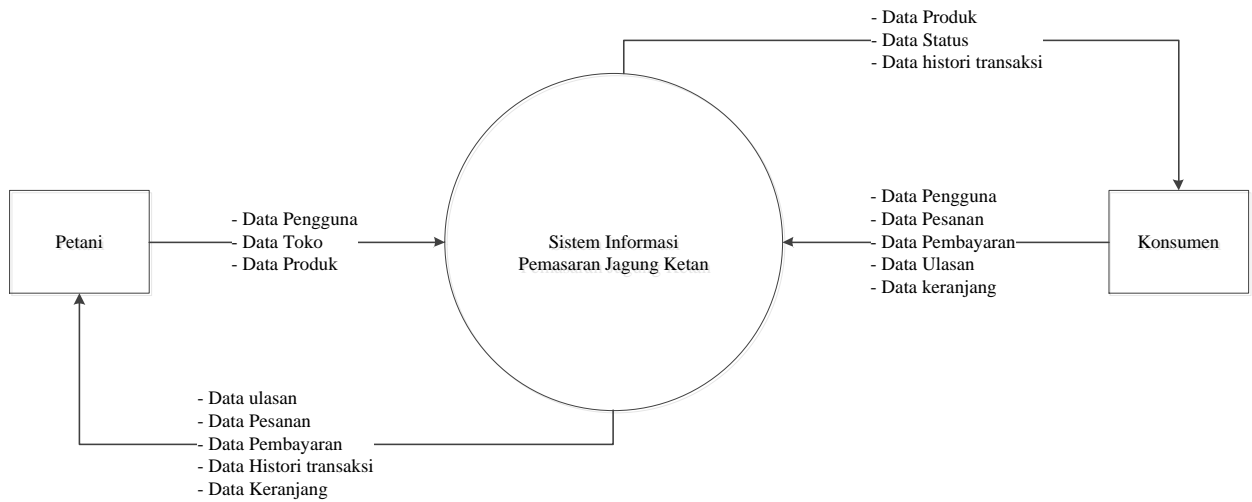 - Data Produk
- Data Status
- Data histori transaksi
Petani
- Data Pengguna
- Data Toko
- Data Produk
Sistem Informasi
Pemasaran Jagung Ketan
- Data Pengguna
- Data Pesanan
- Data Pembayaran
- Data Ulasan
- Data keranjang
Konsumen
- Data ulasan
- Data Pesanan
- Data Pembayaran
- Data Histori transaksi
- Data Keranjang